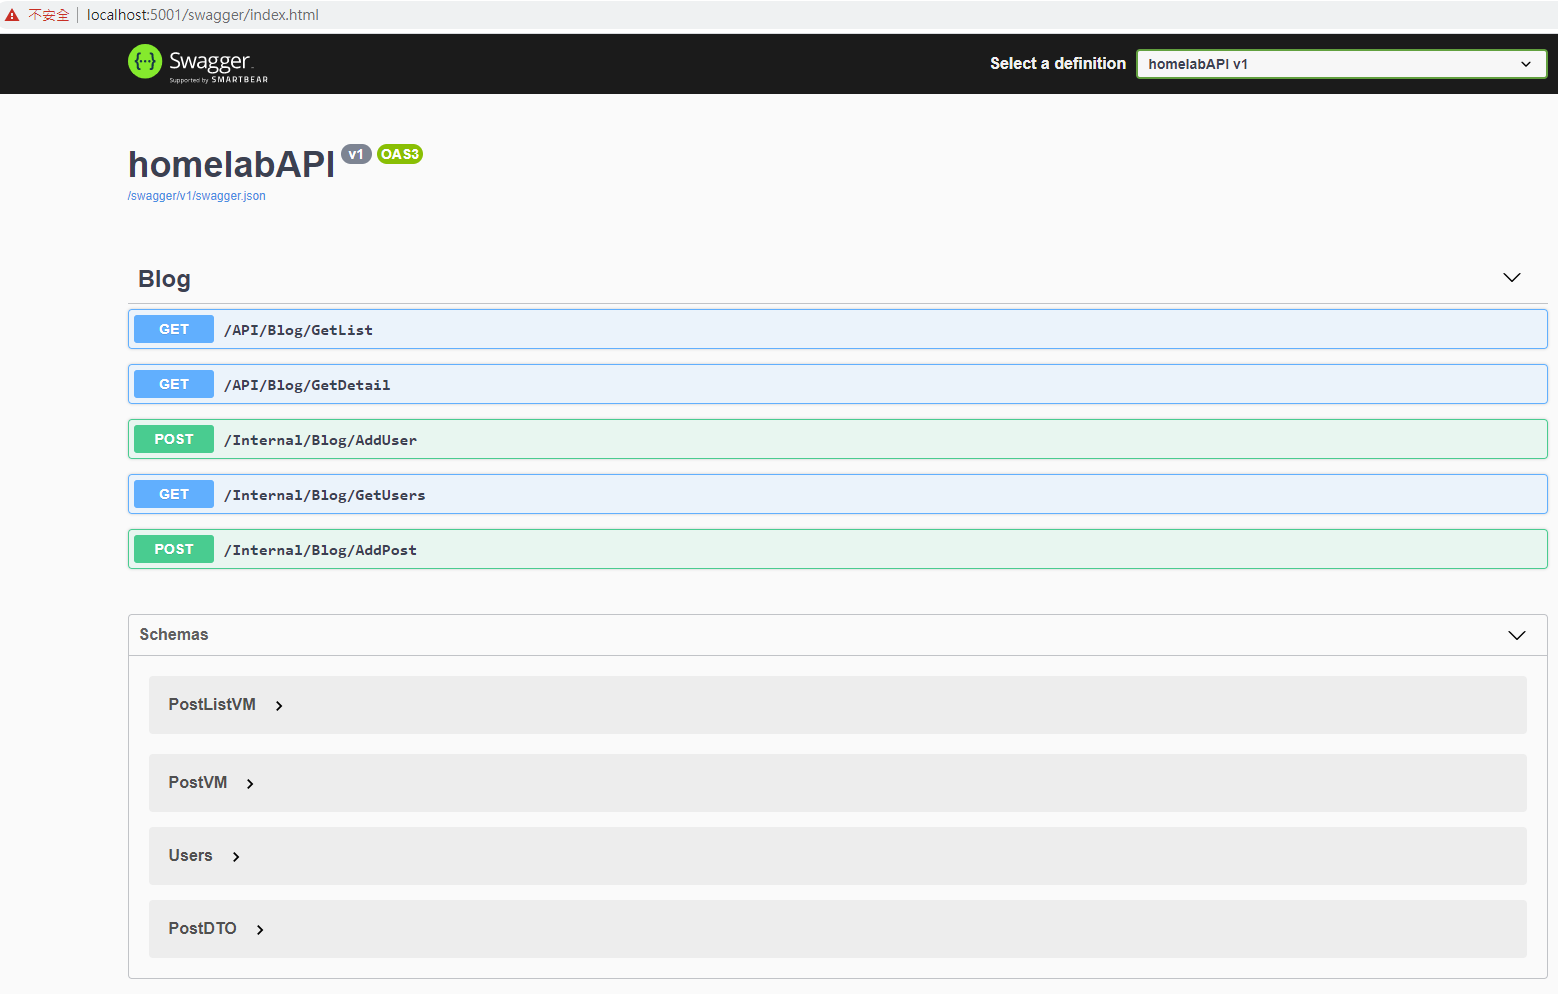 不安全 localhost:5001/swagger/index.html
{··} Swagger
Supported by SMARTBEAR
Select a definition homelabAPI v1
homelabAPI v1 OAS3
/swagger/v1/swagger.json
Blog
GET /API/Blog/GetList
GET /API/Blog/GetDetail
POST /Internal/Blog/AddUser
GET /Internal/Blog/GetUsers
POST /Internal/Blog/AddPost
Schemas
PostListVM
PostVM
Users
PostDTO